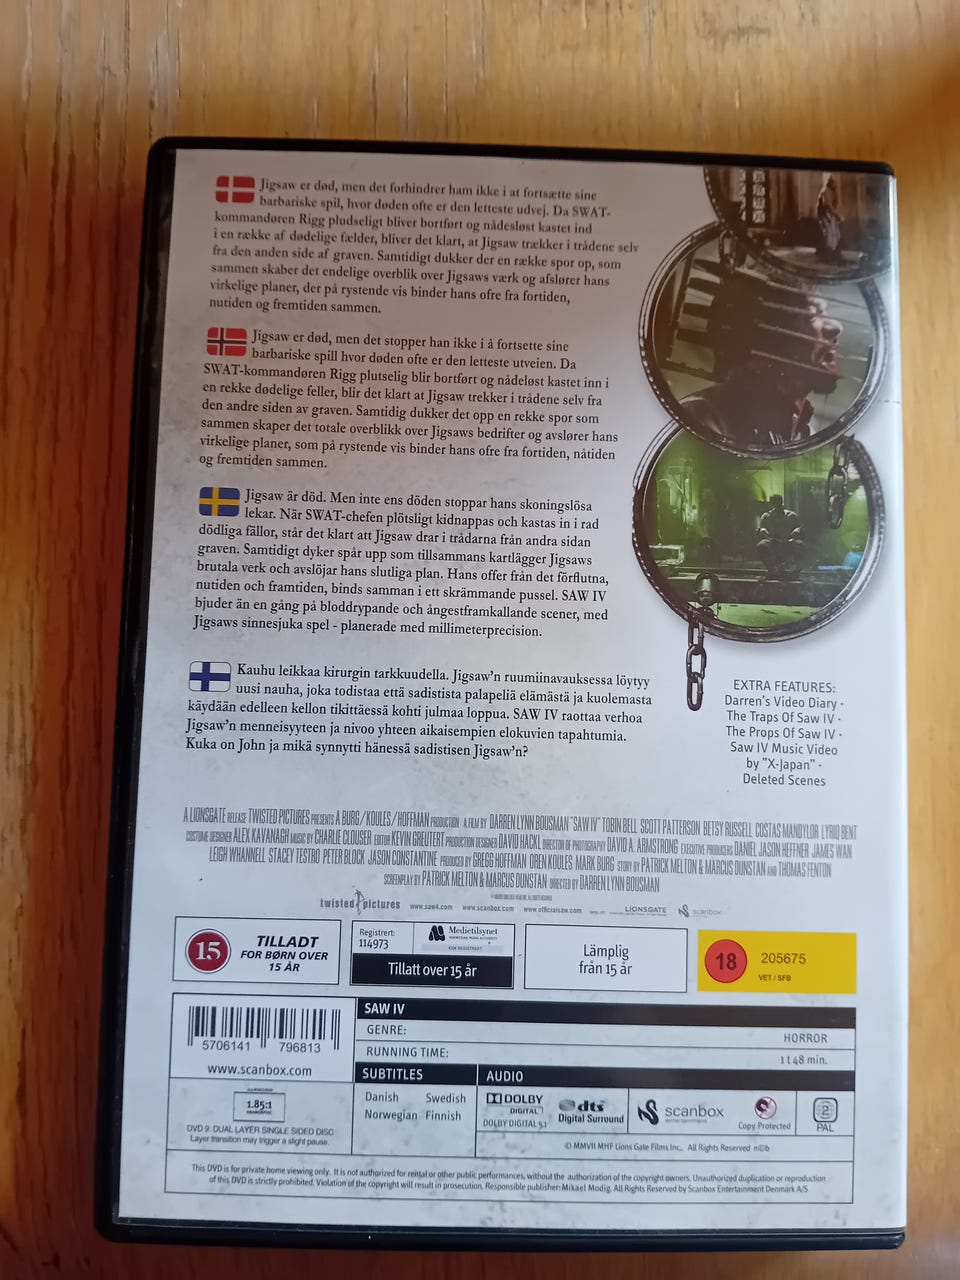 Jigsaw er død, men det forhindrer ham ikke i at fortsætte sine
barbariske spil, hvor døden ofte er den letteste udvej. Da SWAT-
kommandøren Rigg pludseligt bliver bortført og nådesløst kastet ind
i en række af dødelige fælder, bliver det klart, at Jigsaw trækker i trådene selv
fra den anden side af graven. Samtidigt dukker der en række spor op, som
sammen skaber det endelige overblik over Jigsaws værk og afslører hans
virkelige planer, der på rystende vis binder hans ofre fra fortiden,
nutiden og fremtiden sammen.
Jigsaw er død, men det stopper han ikke i å fortsette sine
barbariske spill hvor døden ofte er den letteste utveien. Da
SWAT-kommandøren Rigg plutselig blir bortført og nådeløst kastet inn i
en rekke dødelige feller, blir det klart at Jigsaw trekker i trådene selv fra
den andre siden av graven. Samtidig dukker det opp en rekke spor som
sammen skaper det totale overblikk over Jigsaws bedrifter og avslører hans
virkelige planer, som på rystende vis binder hans ofre fra fortiden, nåtiden
og fremtiden sammen.
Jigsaw är död. Men inte ens döden stoppar hans skoningslösa
lekar. När SWAT-chefen plötsligt kidnappas och kastas in i rad
dödliga fällor, står det klart att Jigsaw drar i trådarna från andra sidan
graven. Samtidigt dyker spår upp som tillsammans kartlägger Jigsaws
brutala verk och avslöjar hans slutliga plan. Hans offer från det förflutna,
nutiden och framtiden, binds samman i ett skrämmande pussel. SAW IV
bjuder än en gång på bloddrypande och ångestframkallande scener, med
Jigsaws sinnesjuka spel - planerade med millimeterprecision.
Kauhu leikkaa kirurgin tarkkuudella. Jigsaw'n ruumiinavauksessa löytyy
uusi nauha, joka todistaa että sadistista palapeliä elämästä ja kuolemasta
käydään edelleen kellon tikittäessä kohti julmaa loppua. SAW IV raottaa verhoa
Jigsaw'n menneisyyteen ja nivoo yhteen aikaisempien elokuvien tapahtumia.
Kuka on John ja mikä synnytti hänessä sadistisen Jigsaw'n?
EXTRA FEATURES:
Darren's Video Diary ·
The Traps Of Saw IV ·
The Props Of Saw IV ·
Saw IV Music Video
by "X-Japan" ·
Deleted Scenes
A LIONSGATE RELEASE TWISTED PICTURES PRESENTS A BURG/KOULES/HOFFMAN PRODUCTION A FILM BY DARREN LYNN BOUSMAN "SAW IV" TOBIN BELL SCOTT PATTERSON BETSY RUSSELL COSTAS MANDYLOR LYRIQ BENT
COSTUME DESIGNER ALEX KAVANAGH MUSIC BY CHARLIE CLOUSER EDITOR KEVIN GREUTERT PRODUCTION DESIGNER DAVID HACKL DIRECTOR OF PHOTOGRAPHY DAVID A. ARMSTRONG EXECUTIVE PRODUCERS DANIEL JASON HEFFNER JAMES WAN
LEIGH WHANNELL STACEY TESTRO PETER BLOCK JASON CONSTANTINE PRODUCED BY GREGG HOFFMAN OREN KOULES MARK BURG STORY BY PATRICK MELTON & MARCUS DUNSTAN AND THOMAS FENTON
SCREENPLAY BY PATRICK MELTON & MARCUS DUNSTAN DIRECTED BY DARREN LYNN BOUSMAN
twisted pictures www.saw4.com www.scanbox.com www.officialsaw.com LIONSGATE scanbox
15 TILLADT
FOR BØRN OVER
15 ÅR
Registrert:
114973
Medietilsynet
NORWEGIAN MEDIA AUTHORITY
KUN REGISTRERT
Tillatt over 15 år
Lämplig
från 15 år
18 205675
VET / SFB
5706141 796813
www.scanbox.com
1.85:1
DVD 9: DUAL LAYER SINGLE SIDED DISC
Layer transition may trigger a slight pause.
SAW IV
GENRE: HORROR
RUNNING TIME: 1 t 48 min.
SUBTITLES
Danish Swedish
Norwegian Finnish
AUDIO
DOLBY
DIGITAL
DOLBY DIGITAL 5.1
dts
Digital Surround
scanbox
entertainment
Copy Protected
2
PAL
© MMVII MHF Lions Gate Films Inc. All Rights Reserved n©b
This DVD is for private home viewing only. It is not authorized for rental or other public performances, without the authorization of the copyright owners. Unauthorized duplication or reproduction
of this DVD is strictly prohibited. Violation of the copyright will result in prosecution. Responsible publisher: Mikael Modig. All Rights Reserved by Scanbox Entertainment Denmark A/S